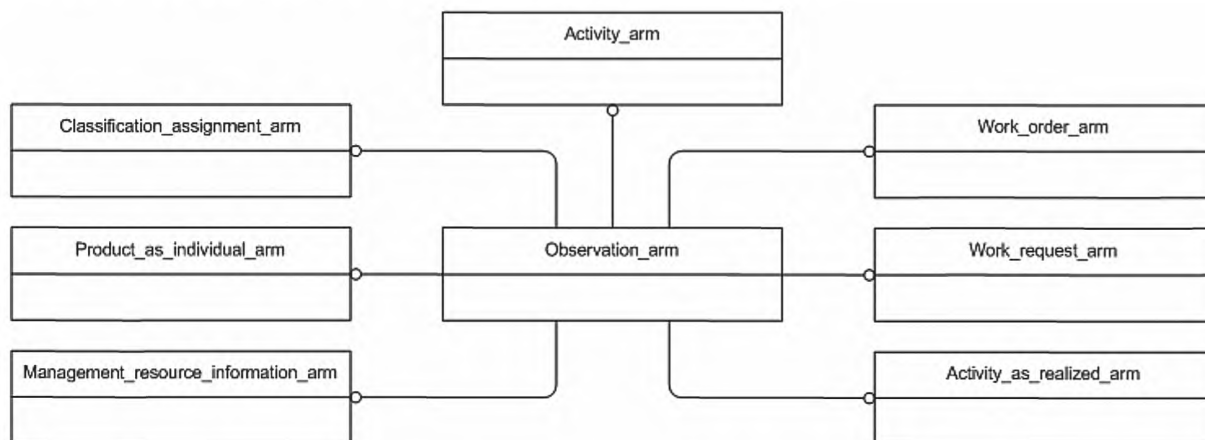 Activity_arm
Classification_assignment_arm
Work_order_arm
Product_as_individual_arm
Observation_arm
Work_request_arm
Management_resource_information_arm
Activity_as_realized_arm